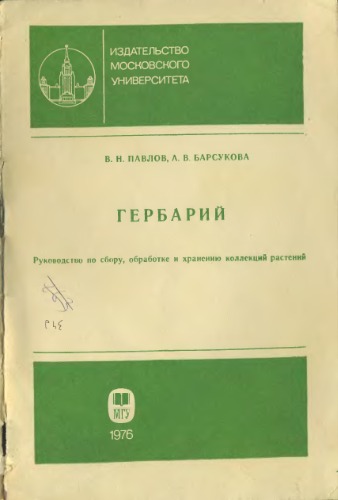 ИЗДАТЕЛЬСТВО
МОСКОВСКОГО
УНИВЕРСИТЕТА
В. Н. ПАВЛОВ, А. В. БАРСУКОВА
ГЕРБАРИЙ
Руководство по сбору, обработке и хранению коллекций растений
МГУ
1976